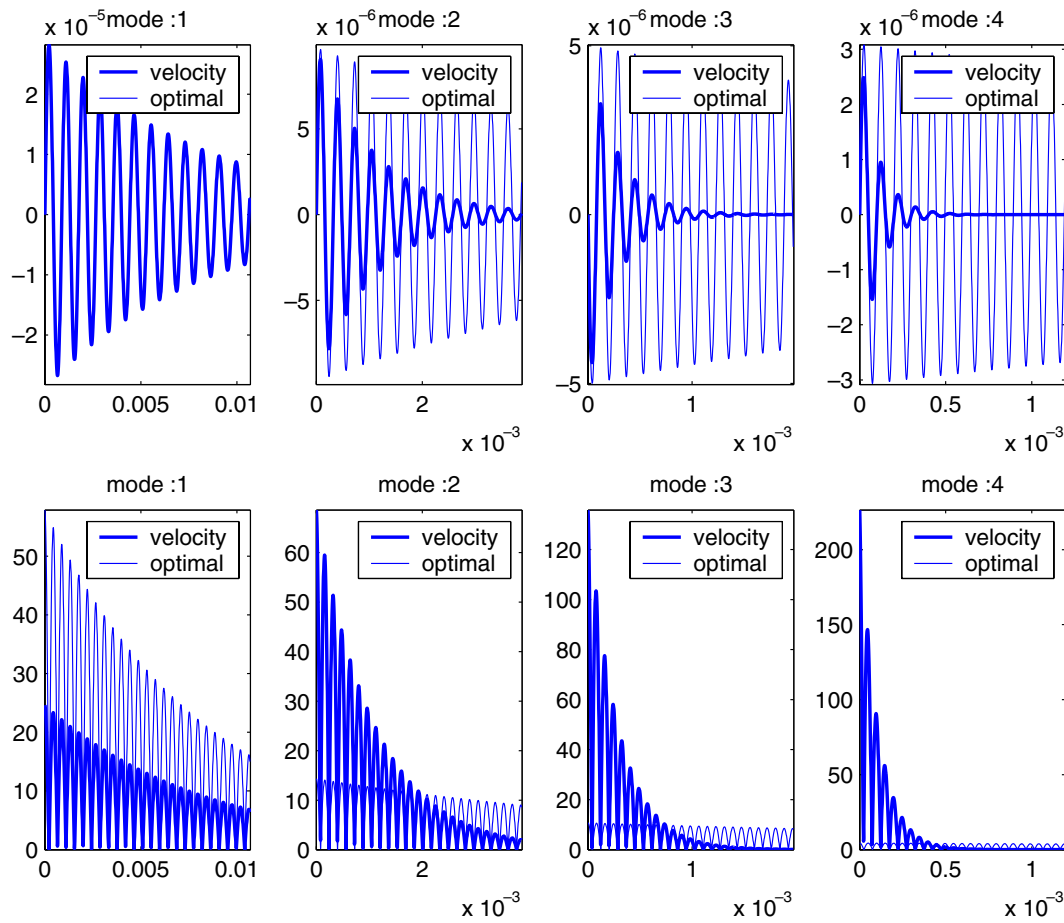 x 10⁻⁵ mode :1
velocity
optimal
2
1
0
−1
−2
0
0.005
0.01
x 10⁻⁶ mode :2
velocity
optimal
5
0
−5
0
2
x 10⁻³
x 10⁻⁶ mode :3
velocity
optimal
5
0
−5
0
1
x 10⁻³
x 10⁻⁶ mode :4
velocity
optimal
3
2
1
0
−1
−2
−3
0
0.5
1
x 10⁻³
mode :1
velocity
optimal
50
40
30
20
10
0
0
0.005
0.01
mode :2
velocity
optimal
60
50
40
30
20
10
0
0
2
x 10⁻³
mode :3
velocity
optimal
120
100
80
60
40
20
0
0
1
x 10⁻³
mode :4
velocity
optimal
200
150
100
50
0
0
0.5
1
x 10⁻³